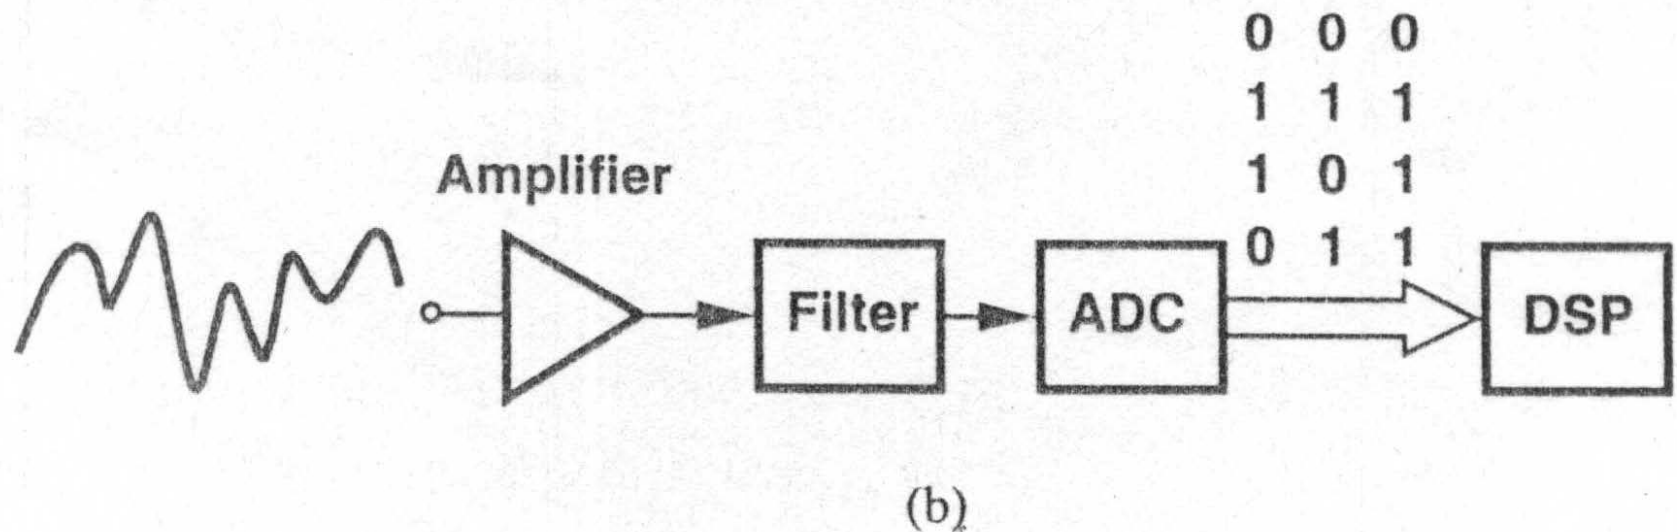 0 0 0
1 1 1
1 0 1
0 1 1
Amplifier
Filter
ADC
DSP
(b)